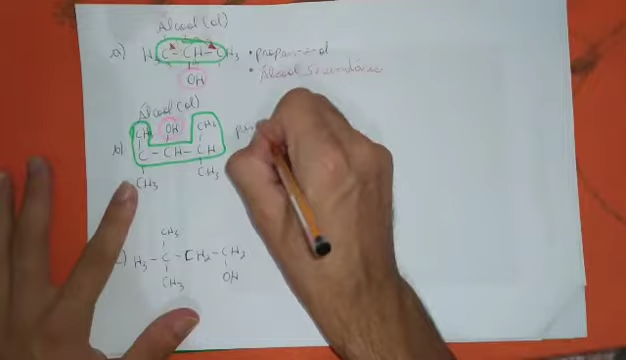 Álcool (ol)
a) H3C - CH - CH3 • propan-2-ol
OH • Álcool Secundário
Álcool (ol)
CH3 OH CH3
b) C - CH - CH
CH3 CH3
CH3
c) H3 - C - CH2 - CH2
CH3 OH